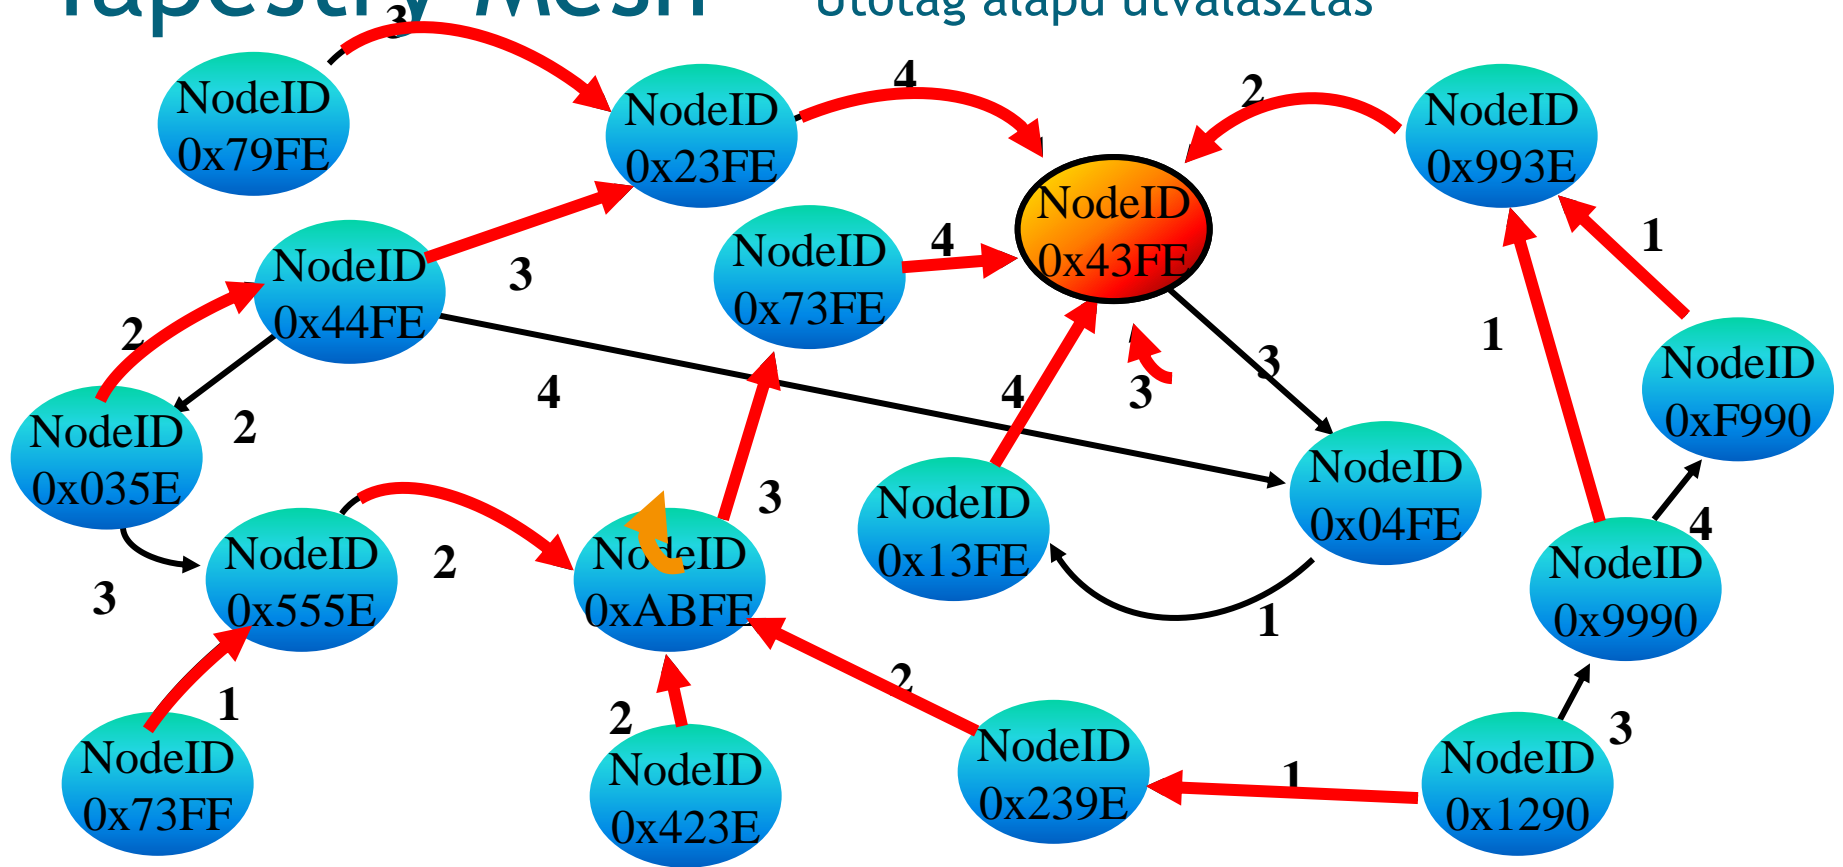 Tapestry Mesh Utótag alapú útválasztás
3
NodeID
0x79FE
NodeID
0x23FE
4
2
NodeID
0x993E
NodeID
0x43FE
NodeID
0x44FE
3
NodeID
0x73FE
4
1
2
2
4
4
3
3
1
NodeID
0xF990
NodeID
0x035E
3
NodeID
0x13FE
NodeID
0x04FE
4
NodeID
0x555E
2
NodeID
0xABFE
NodeID
0x9990
3
1
1
2
2
NodeID
0x73FF
NodeID
0x423E
NodeID
0x239E
1
NodeID
0x1290
3